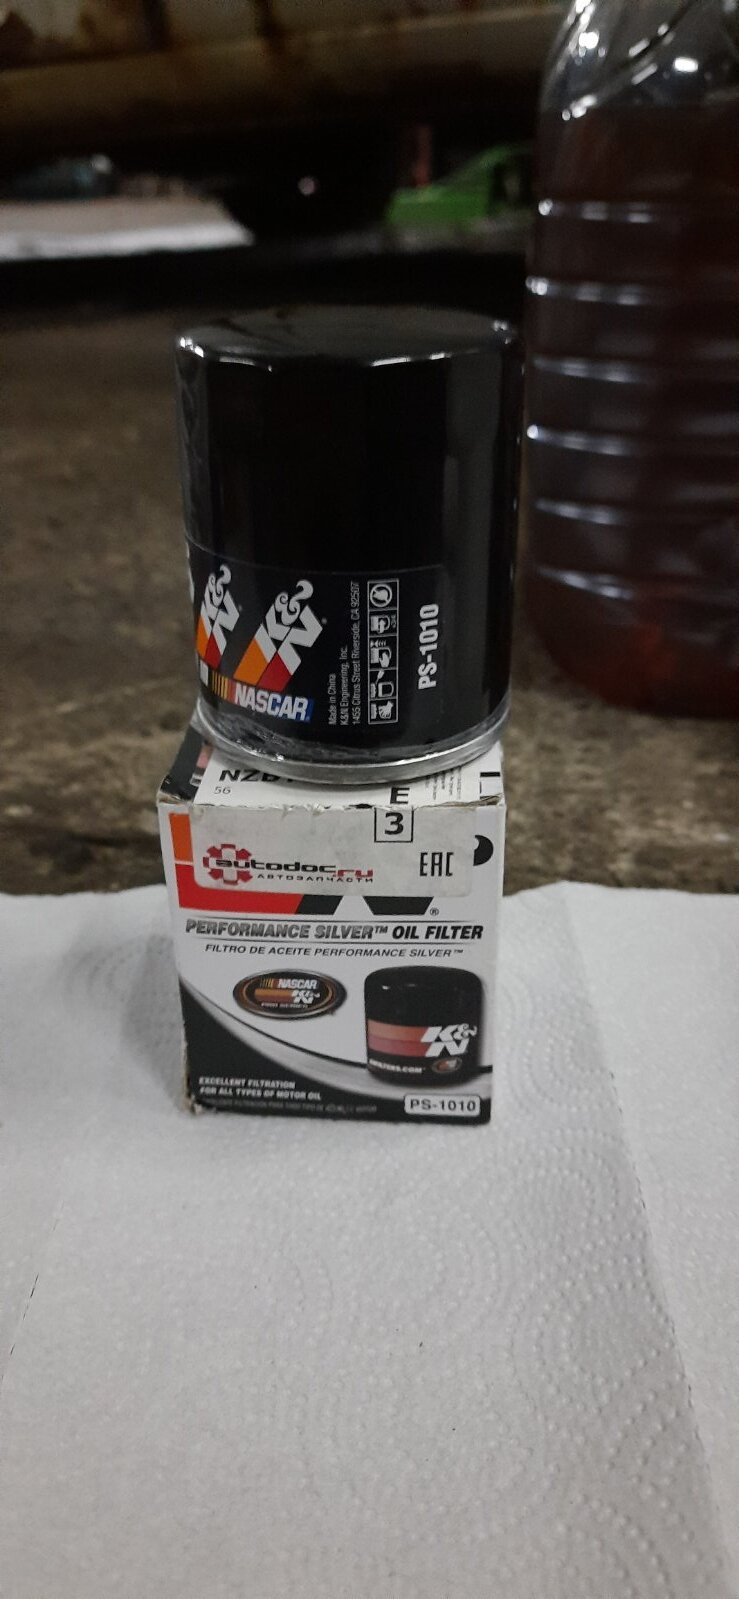 K&N
K&N
NASCAR
Made in China
K&N Engineering, Inc.
1455 Citrus Street Riverside, CA 92507
PS-1010
5G
E
3
autodoc.ru
АВТОЗАПЧАСТИ
EAC
®
PERFORMANCE SILVER™ OIL FILTER
FILTRO DE ACEITE PERFORMANCE SILVER™
NASCAR
K&N
K&N
EXCELLENT FILTRATION
FOR ALL TYPES OF MOTOR OIL
PS-1010